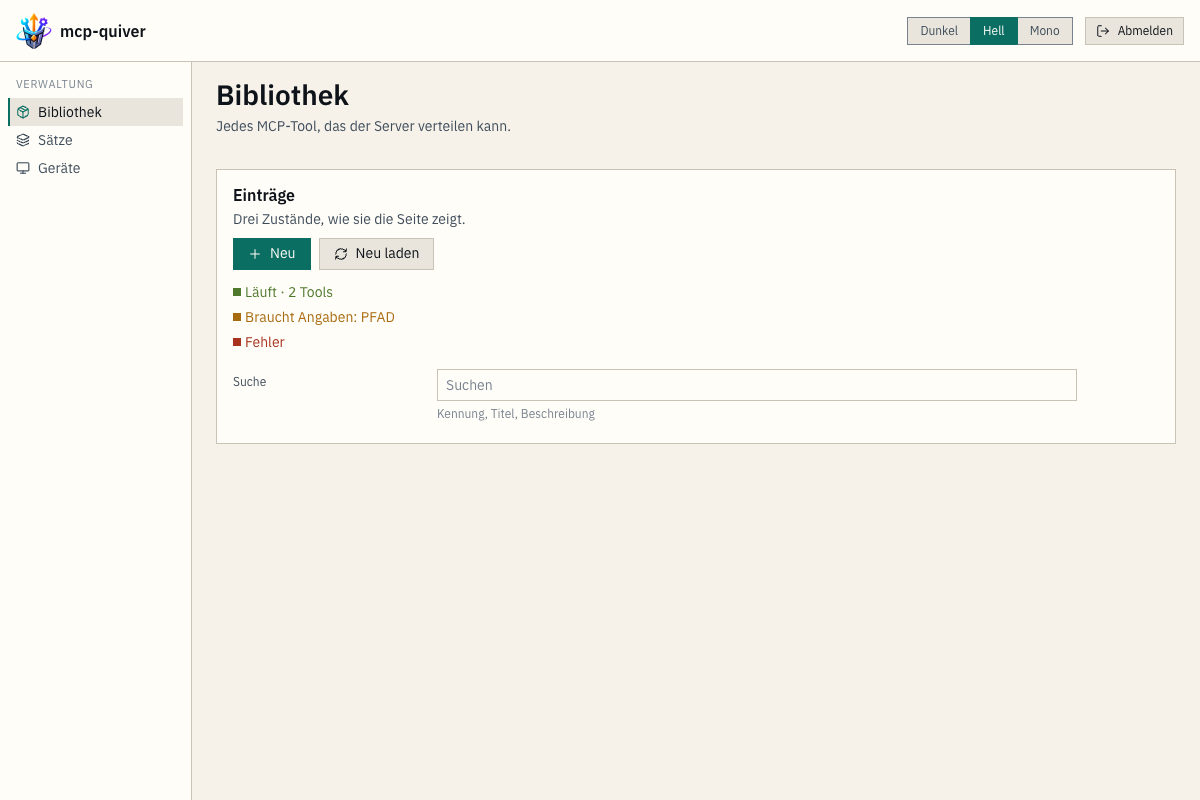 mcp-quiver
Dunkel Hell Mono Abmelden
VERWALTUNG
Bibliothek
Sätze
Geräte
Bibliothek
Jedes MCP-Tool, das der Server verteilen kann.
Einträge
Drei Zustände, wie sie die Seite zeigt.
Neu Neu laden
Läuft · 2 Tools
Braucht Angaben: PFAD
Fehler
Suche Suchen
Kennung, Titel, Beschreibung